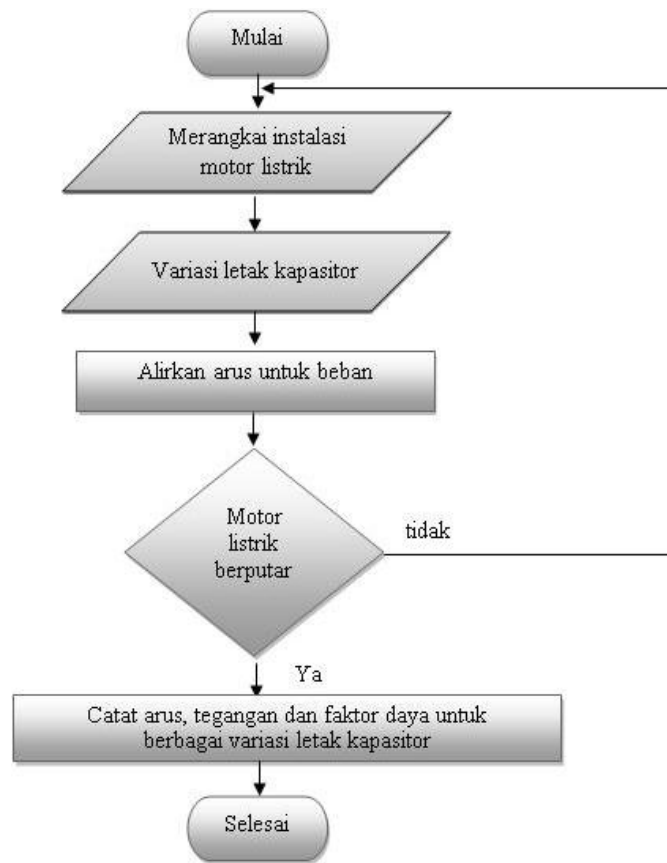 Mulai
Merangkai instalasi
motor listrik
Variasi letak kapasitor
Alirkan arus untuk beban
Motor
listrik
berputar
tidak
Ya
Catat arus, tegangan dan faktor daya untuk
berbagai variasi letak kapasitor
Selesai